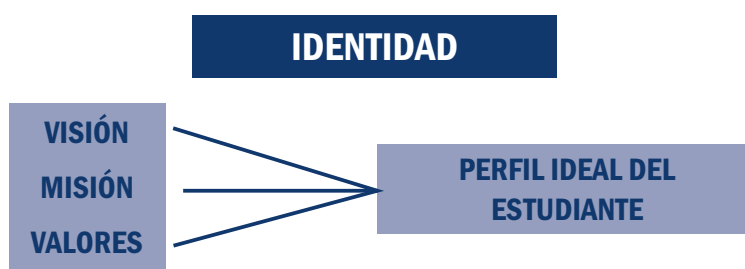 IDENTIDAD
VISIÓN
MISIÓN
VALORES
PERFIL IDEAL DEL
ESTUDIANTE